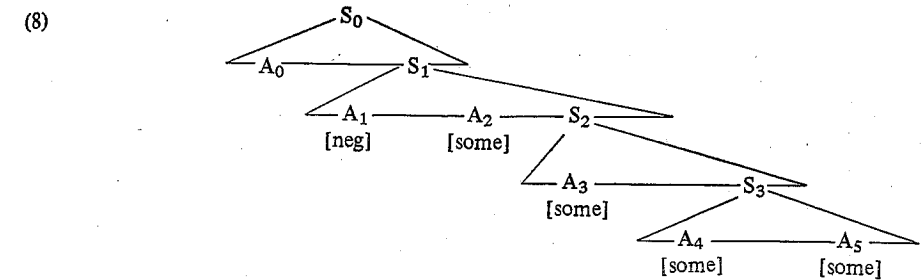 (8)
S₀
A₀ S₁
A₁ A₂ S₂
[neg] [some]
A₃ S₃
[some]
A₄ A₅
[some] [some]